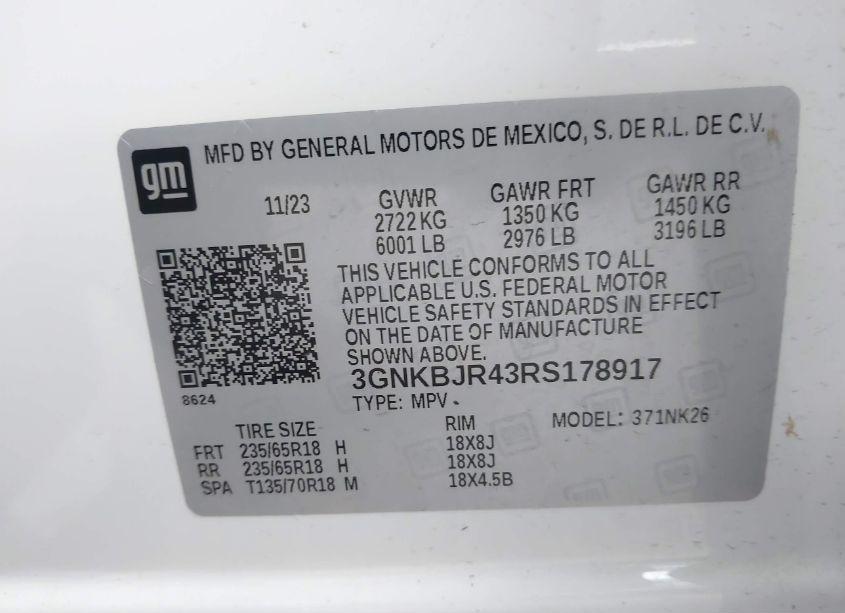 gm
MFD BY GENERAL MOTORS DE MEXICO, S. DE R.L. DE C.V.
11/23 GVWR GAWR FRT GAWR RR
2722 KG 1350 KG 1450 KG
6001 LB 2976 LB 3196 LB
THIS VEHICLE CONFORMS TO ALL
APPLICABLE U.S. FEDERAL MOTOR
VEHICLE SAFETY STANDARDS IN EFFECT
ON THE DATE OF MANUFACTURE
SHOWN ABOVE.
3GNKBJR43RS178917
8624
TYPE: MPV
TIRE SIZE RIM MODEL: 371NK26
FRT 235/65R18 H 18X8J
RR 235/65R18 H 18X8J
SPA T135/70R18 M 18X4.5B